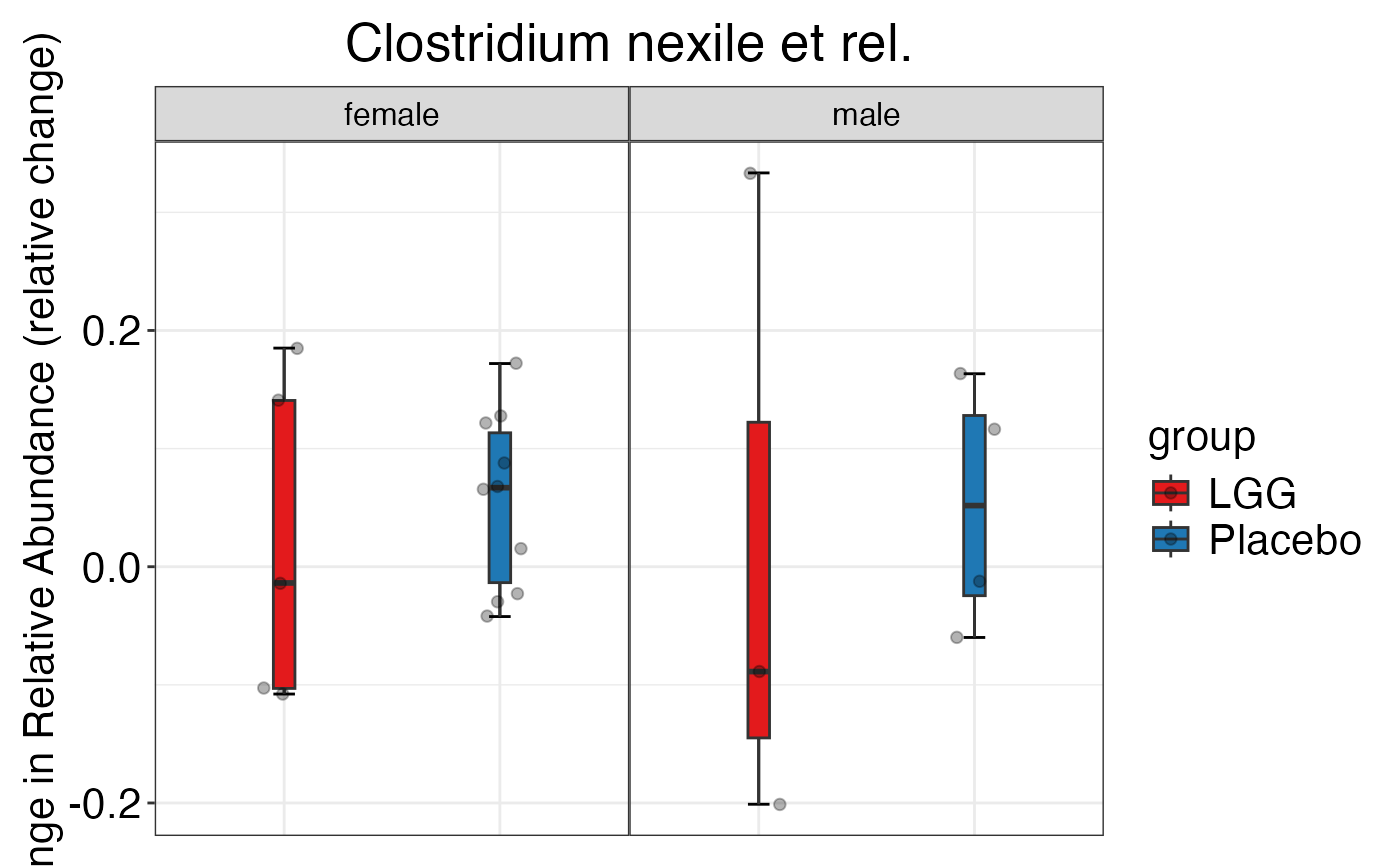 Clostridium nexile et rel.
female
male
nge in Relative Abundance (relative change)
0.2
0.0
-0.2
group
LGG
Placebo